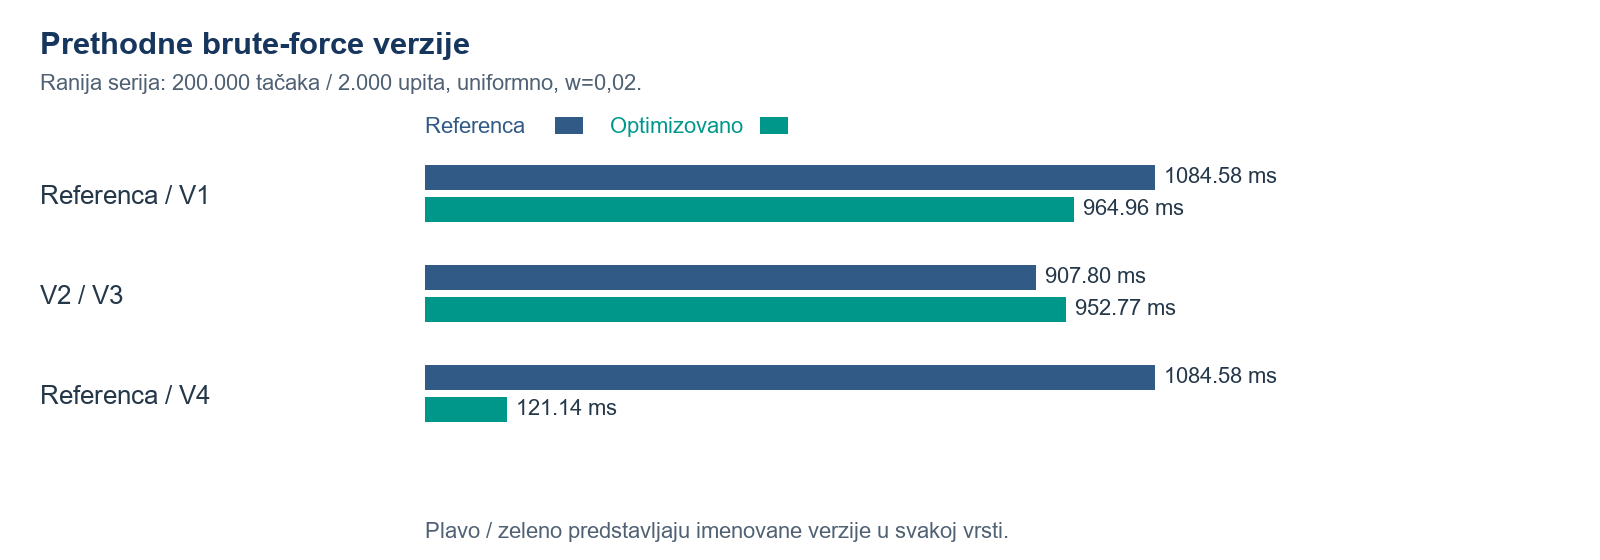 Prethodne brute-force verzije
Ranija serija: 200.000 tačaka / 2.000 upita, uniformno, w=0,02.
Referenca Optimizovano
Referenca / V1
1084.58 ms
964.96 ms
V2 / V3
907.80 ms
952.77 ms
Referenca / V4
1084.58 ms
121.14 ms
Plavo / zeleno predstavljaju imenovane verzije u svakoj vrsti.